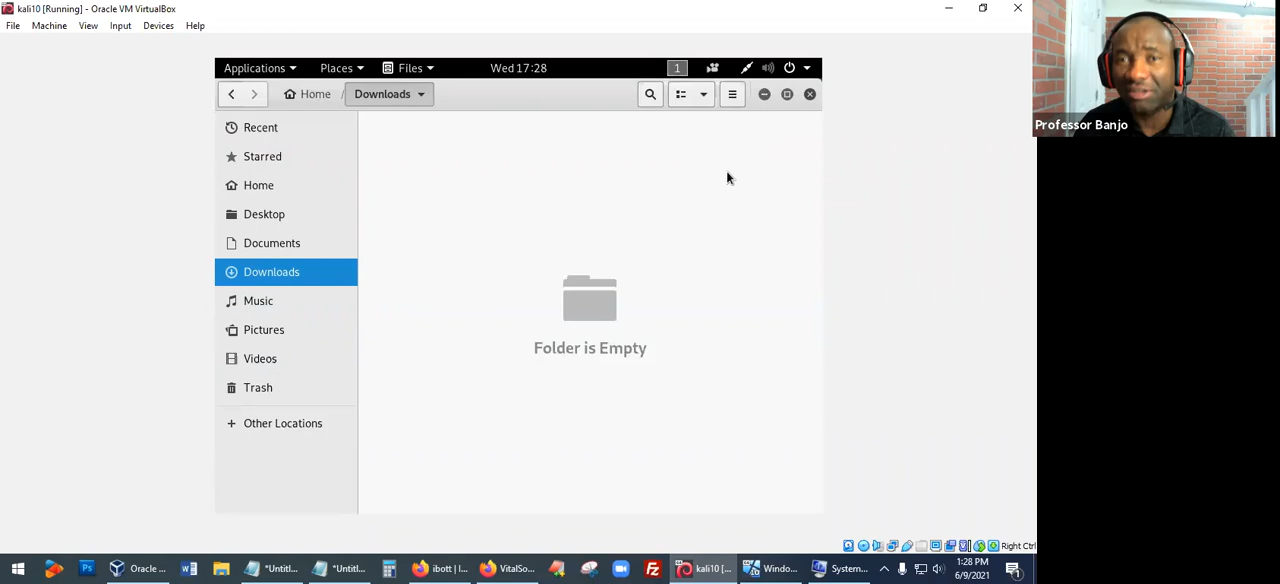 kali10 [Running] - Oracle VM VirtualBox
File Machine View Input Devices Help
Applications Places Files Wed 17:28 1
Home / Downloads
Recent
Starred
Home
Desktop
Documents
Downloads
Music
Pictures
Videos
Trash
+ Other Locations
Folder is Empty
Professor Banjo
Right Ctrl
Oracle ... *Untitl... *Untitl... ibott | I... VitalSo... kali10 [... Windo... System... 1:28 PM
6/9/2021 1